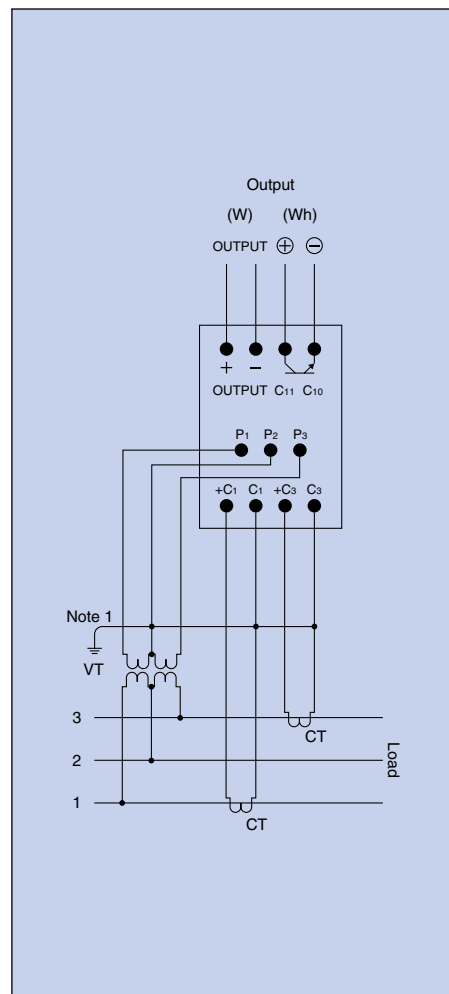 Output
(W) (Wh)
OUTPUT ⊕ ⊖
+ −
OUTPUT C11 C10
P1 P2 P3
+C1 C1 +C3 C3
Note 1
VT
3
CT
2
Load
1
CT